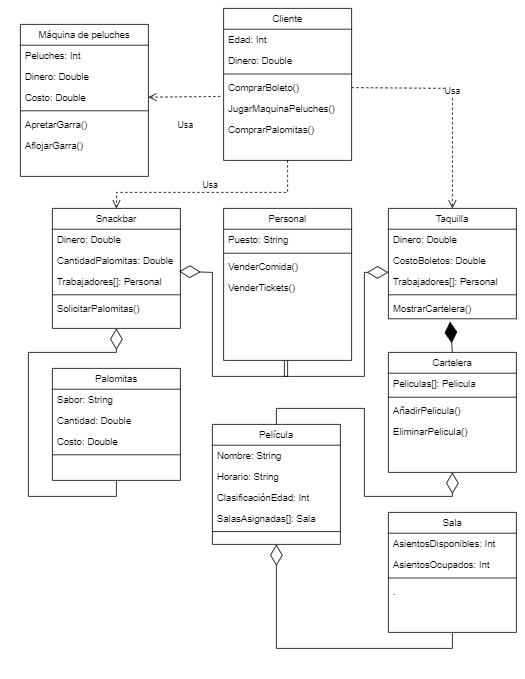 Cliente
Edad: Int
Dinero: Double
ComprarBoleto()
JugarMaquinaPeluches()
ComprarPalomitas()
Máquina de peluches
Peluches: Int
Dinero: Double
Costo: Double
ApretarGarra()
AflojarGarra()
Usa
Usa
Usa
Snackbar
Dinero: Double
CantidadPalomitas: Double
Trabajadores[]: Personal
SolicitarPalomitas()
Personal
Puesto: String
VenderComida()
VenderTickets()
Taquilla
Dinero: Double
CostoBoletos: Double
Trabajadores[]: Personal
MostrarCartelera()
Palomitas
Sabor: String
Cantidad: Double
Costo: Double
Cartelera
Peliculas[]: Pelicula
AñadirPelicula()
EliminarPelicula()
Película
Nombre: String
Horario: String
ClasificaciónEdad: Int
SalasAsignadas[]: Sala
Sala
AsientosDisponibles: Int
AsientosOcupados: Int
.